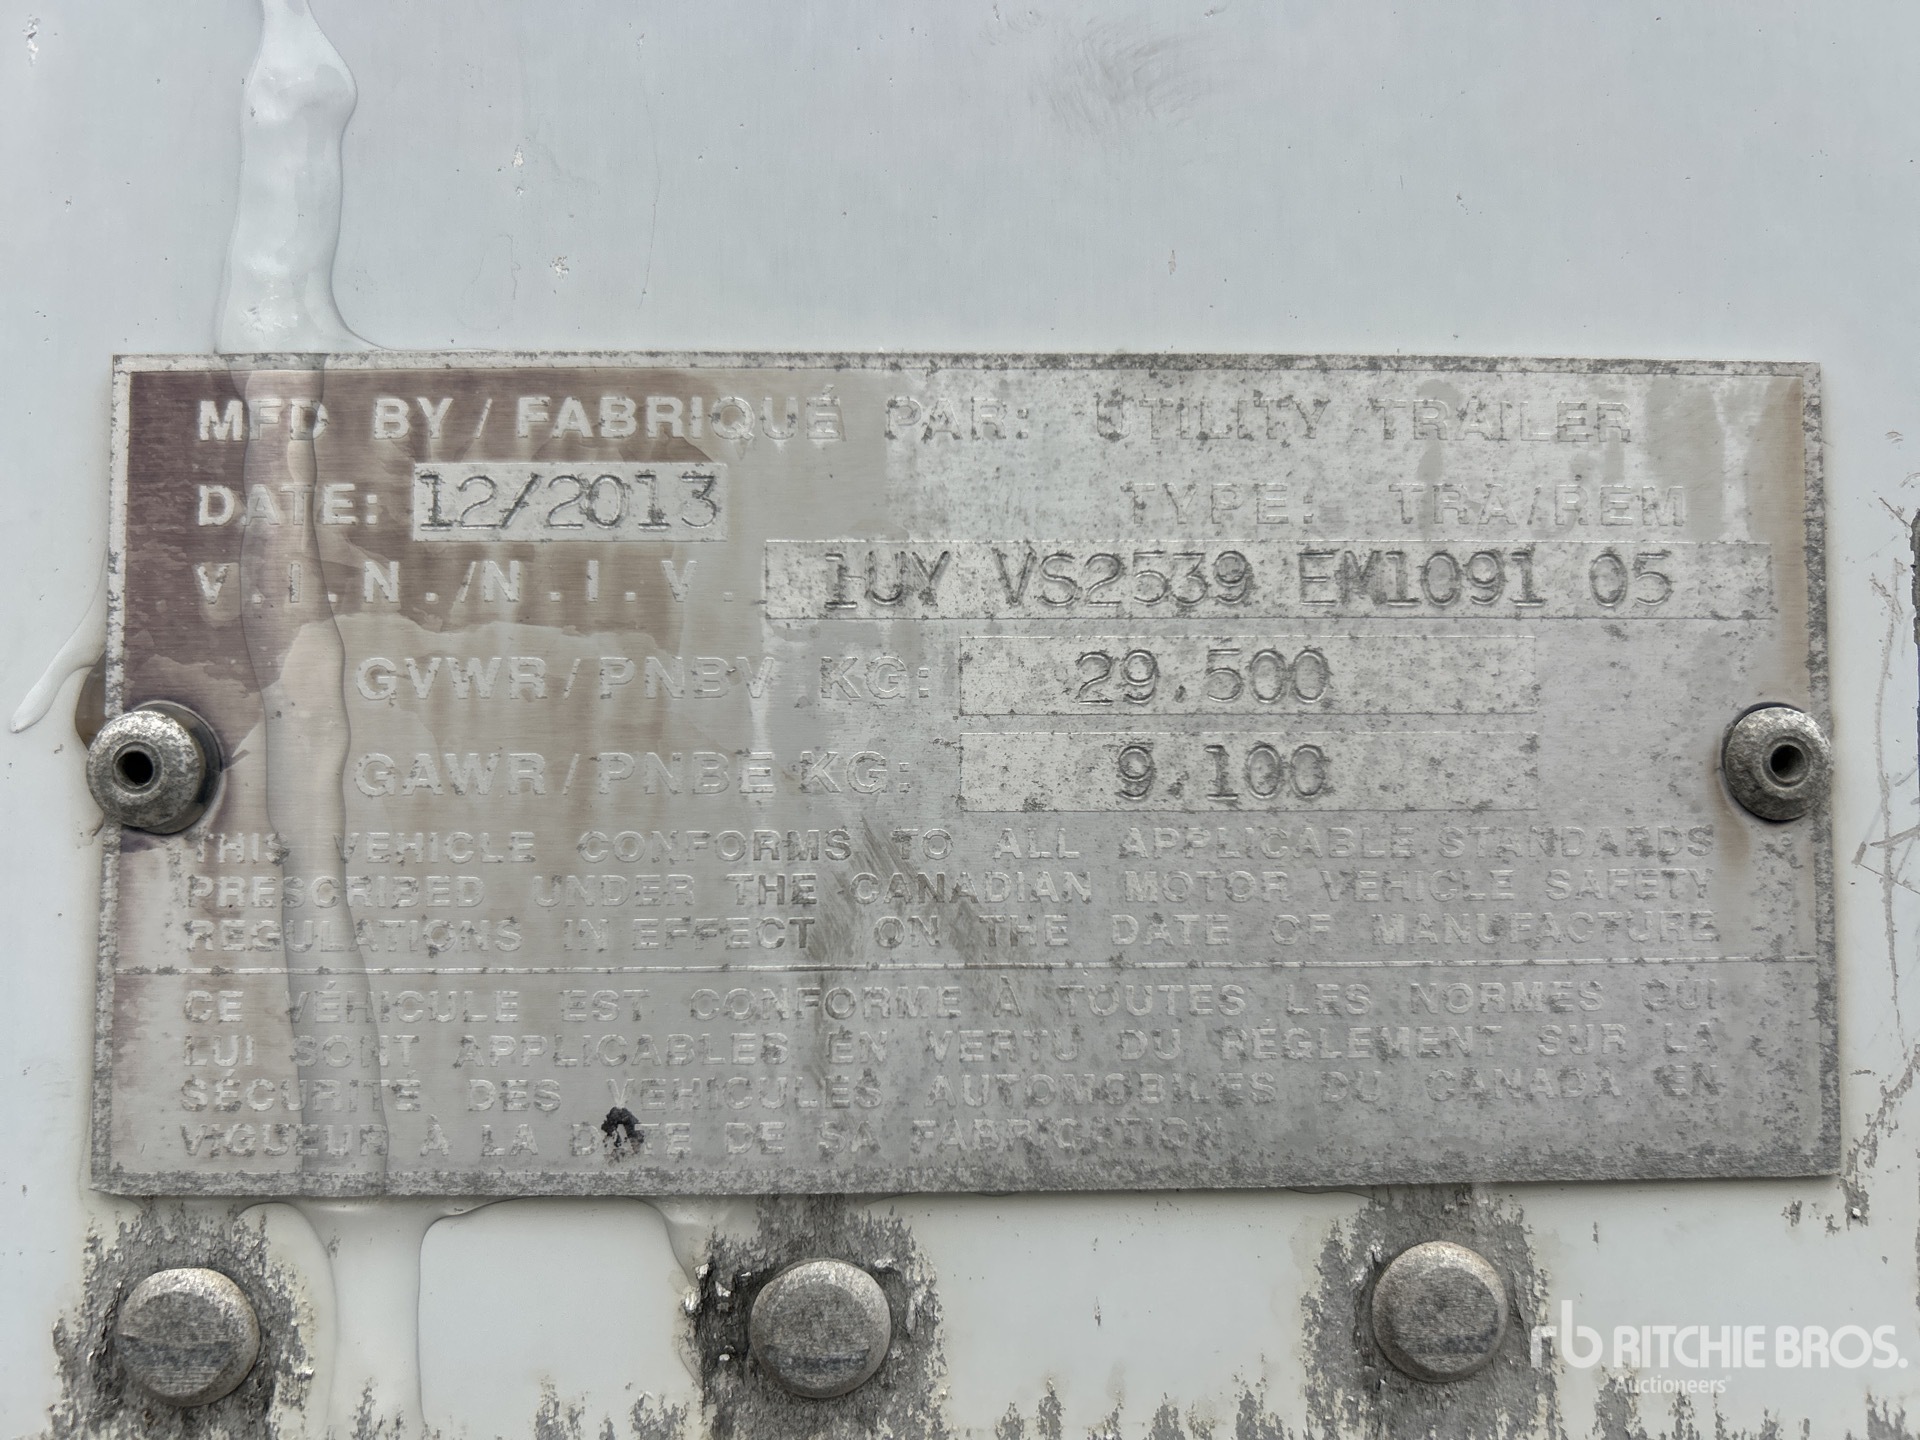 MFD BY / FABRIQUÉ PAR: UTILITY TRAILER
DATE: 12/2013 TYPE: TRA/REM
V.I.N./N.I.V. 1UY VS2539 EM1091 05
GVWR/PNBV KG: 29.500
GAWR/PNBE KG: 9.100
THIS VEHICLE CONFORMS TO ALL APPLICABLE STANDARDS
PRESCRIBED UNDER THE CANADIAN MOTOR VEHICLE SAFETY
REGULATIONS IN EFFECT ON THE DATE OF MANUFACTURE
CE VÉHICULE EST CONFORME À TOUTES LES NORMES QUI
LUI SONT APPLICABLES EN VERTU DU RÉGLEMENT SUR LA
SÉCURITÉ DES VEHICULES AUTOMOBILES DU CANADA EN
VIGUEUR À LA DATE DE SA FABRICATION
rb RITCHIE BROS.
Auctioneers